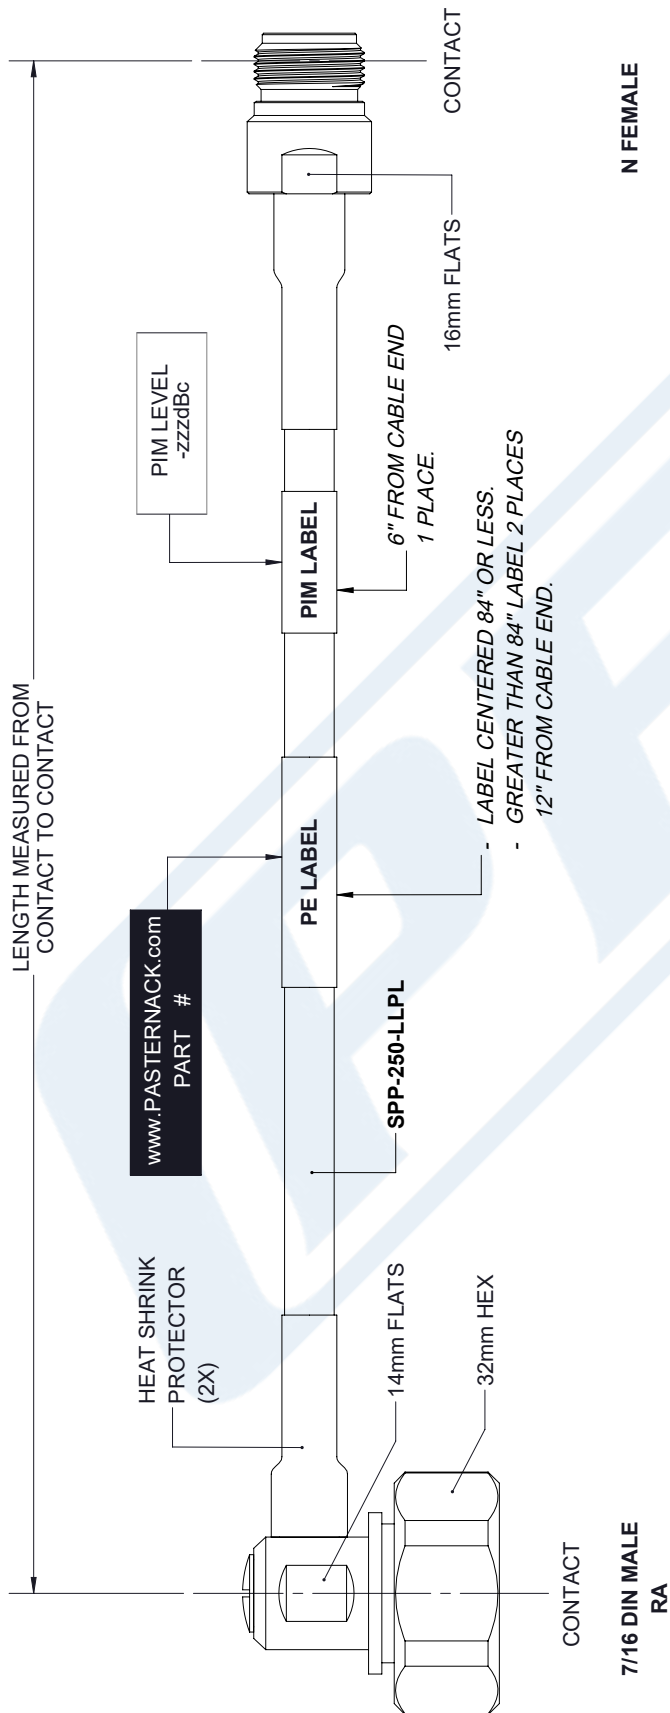 LENGTH MEASURED FROM
CONTACT TO CONTACT
HEAT SHRINK
PROTECTOR
(2X)
www.PASTERNACK.com
PART #
PIM LEVEL
-zzzdBc
PE LABEL
PIM LABEL
14mm FLATS
32mm HEX
SPP-250-LLPL
- LABEL CENTERED 84" OR LESS.
- GREATER THAN 84" LABEL 2 PLACES
12" FROM CABLE END.
6" FROM CABLE END
1 PLACE.
16mm FLATS
CONTACT
CONTACT
7/16 DIN MALE
RA
N FEMALE